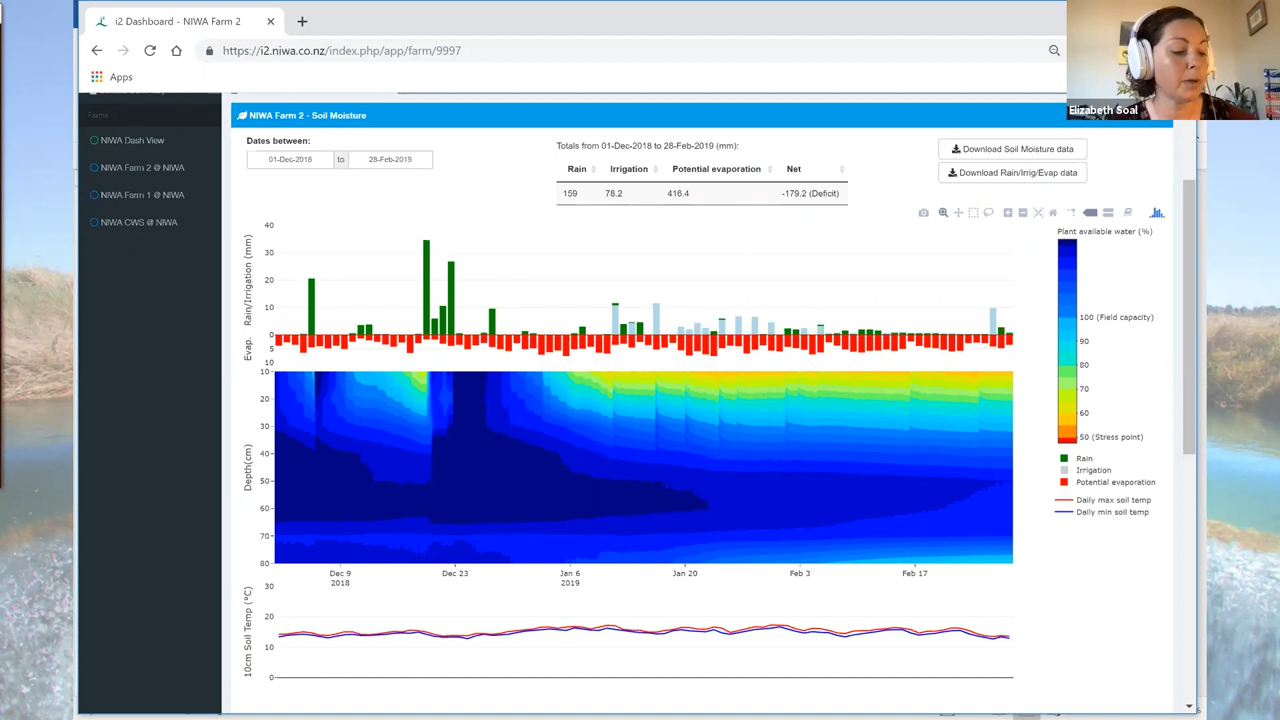 i2 Dashboard - NIWA Farm 2
https://i2.niwa.co.nz/index.php/app/farm/9997
Apps
Elizabeth Soal
Farms
NIWA Dash View
NIWA Farm 2 @ NIWA
NIWA Farm 1 @ NIWA
NIWA CWS @ NIWA
NIWA Farm 2 - Soil Moisture
Dates between:
01-Dec-2018 to 28-Feb-2019
Totals from 01-Dec-2018 to 28-Feb-2019 (mm):
Rain Irrigation Potential evaporation Net
159 78.2 416.4 -179.2 (Deficit)
Download Soil Moisture data
Download Rain/Irrig/Evap data
Evap. Rain/Irrigation (mm)
40
30
20
10
0
5
10
Depth(cm)
10
20
30
40
50
60
70
80
Dec 9 Dec 23 Jan 6 Jan 20 Feb 3 Feb 17
2018 2019
10cm Soil Temp (°C)
30
20
10
0
Plant available water (%)
100 (Field capacity)
90
80
70
60
50 (Stress point)
Rain
Irrigation
Potential evaporation
Daily max soil temp
Daily min soil temp